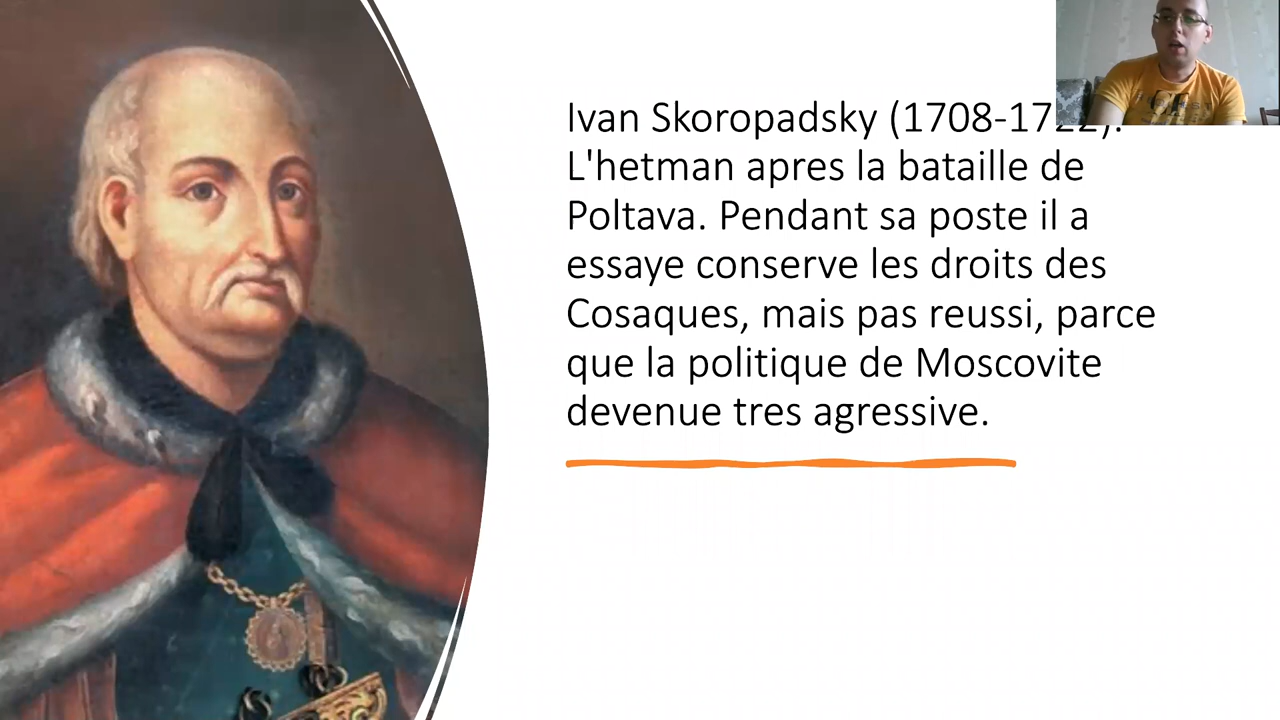 Ivan Skoropadsky (1708-1722).
L'hetman apres la bataille de
Poltava. Pendant sa poste il a
essaye conserve les droits des
Cosaques, mais pas reussi, parce
que la politique de Moscovite
devenue tres agressive.